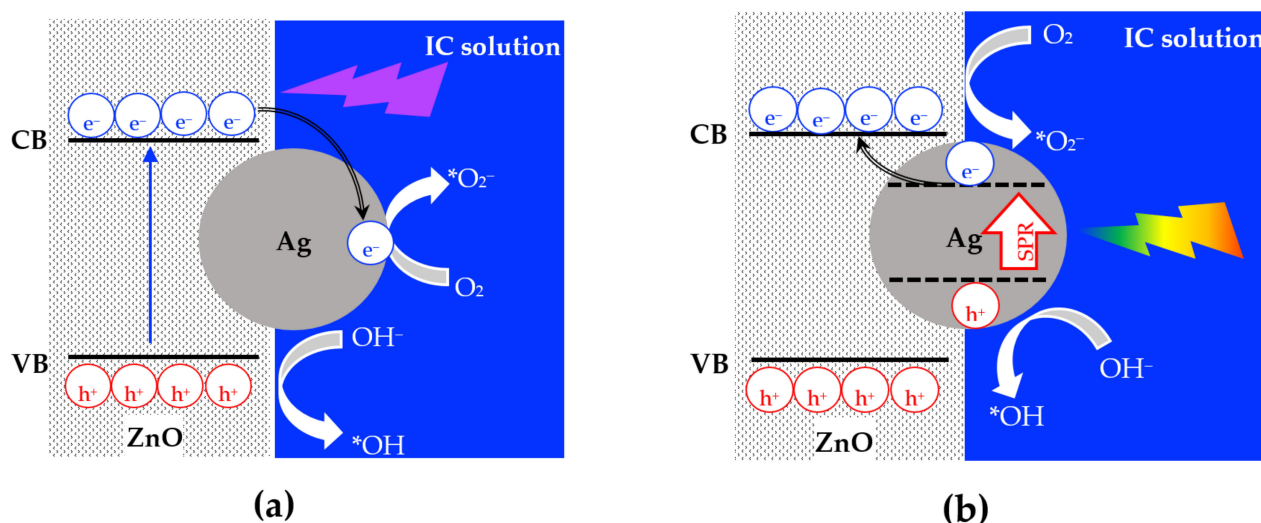 IC solution
e⁻ e⁻ e⁻ e⁻
CB
*O₂⁻
Ag
e⁻
O₂
OH⁻
VB
h⁺ h⁺ h⁺ h⁺
ZnO
*OH
(a)
O₂
IC solution
e⁻ e⁻ e⁻ e⁻
CB
*O₂⁻
e⁻
Ag
SPR
h⁺
VB
OH⁻
h⁺ h⁺ h⁺ h⁺
*OH
ZnO
(b)